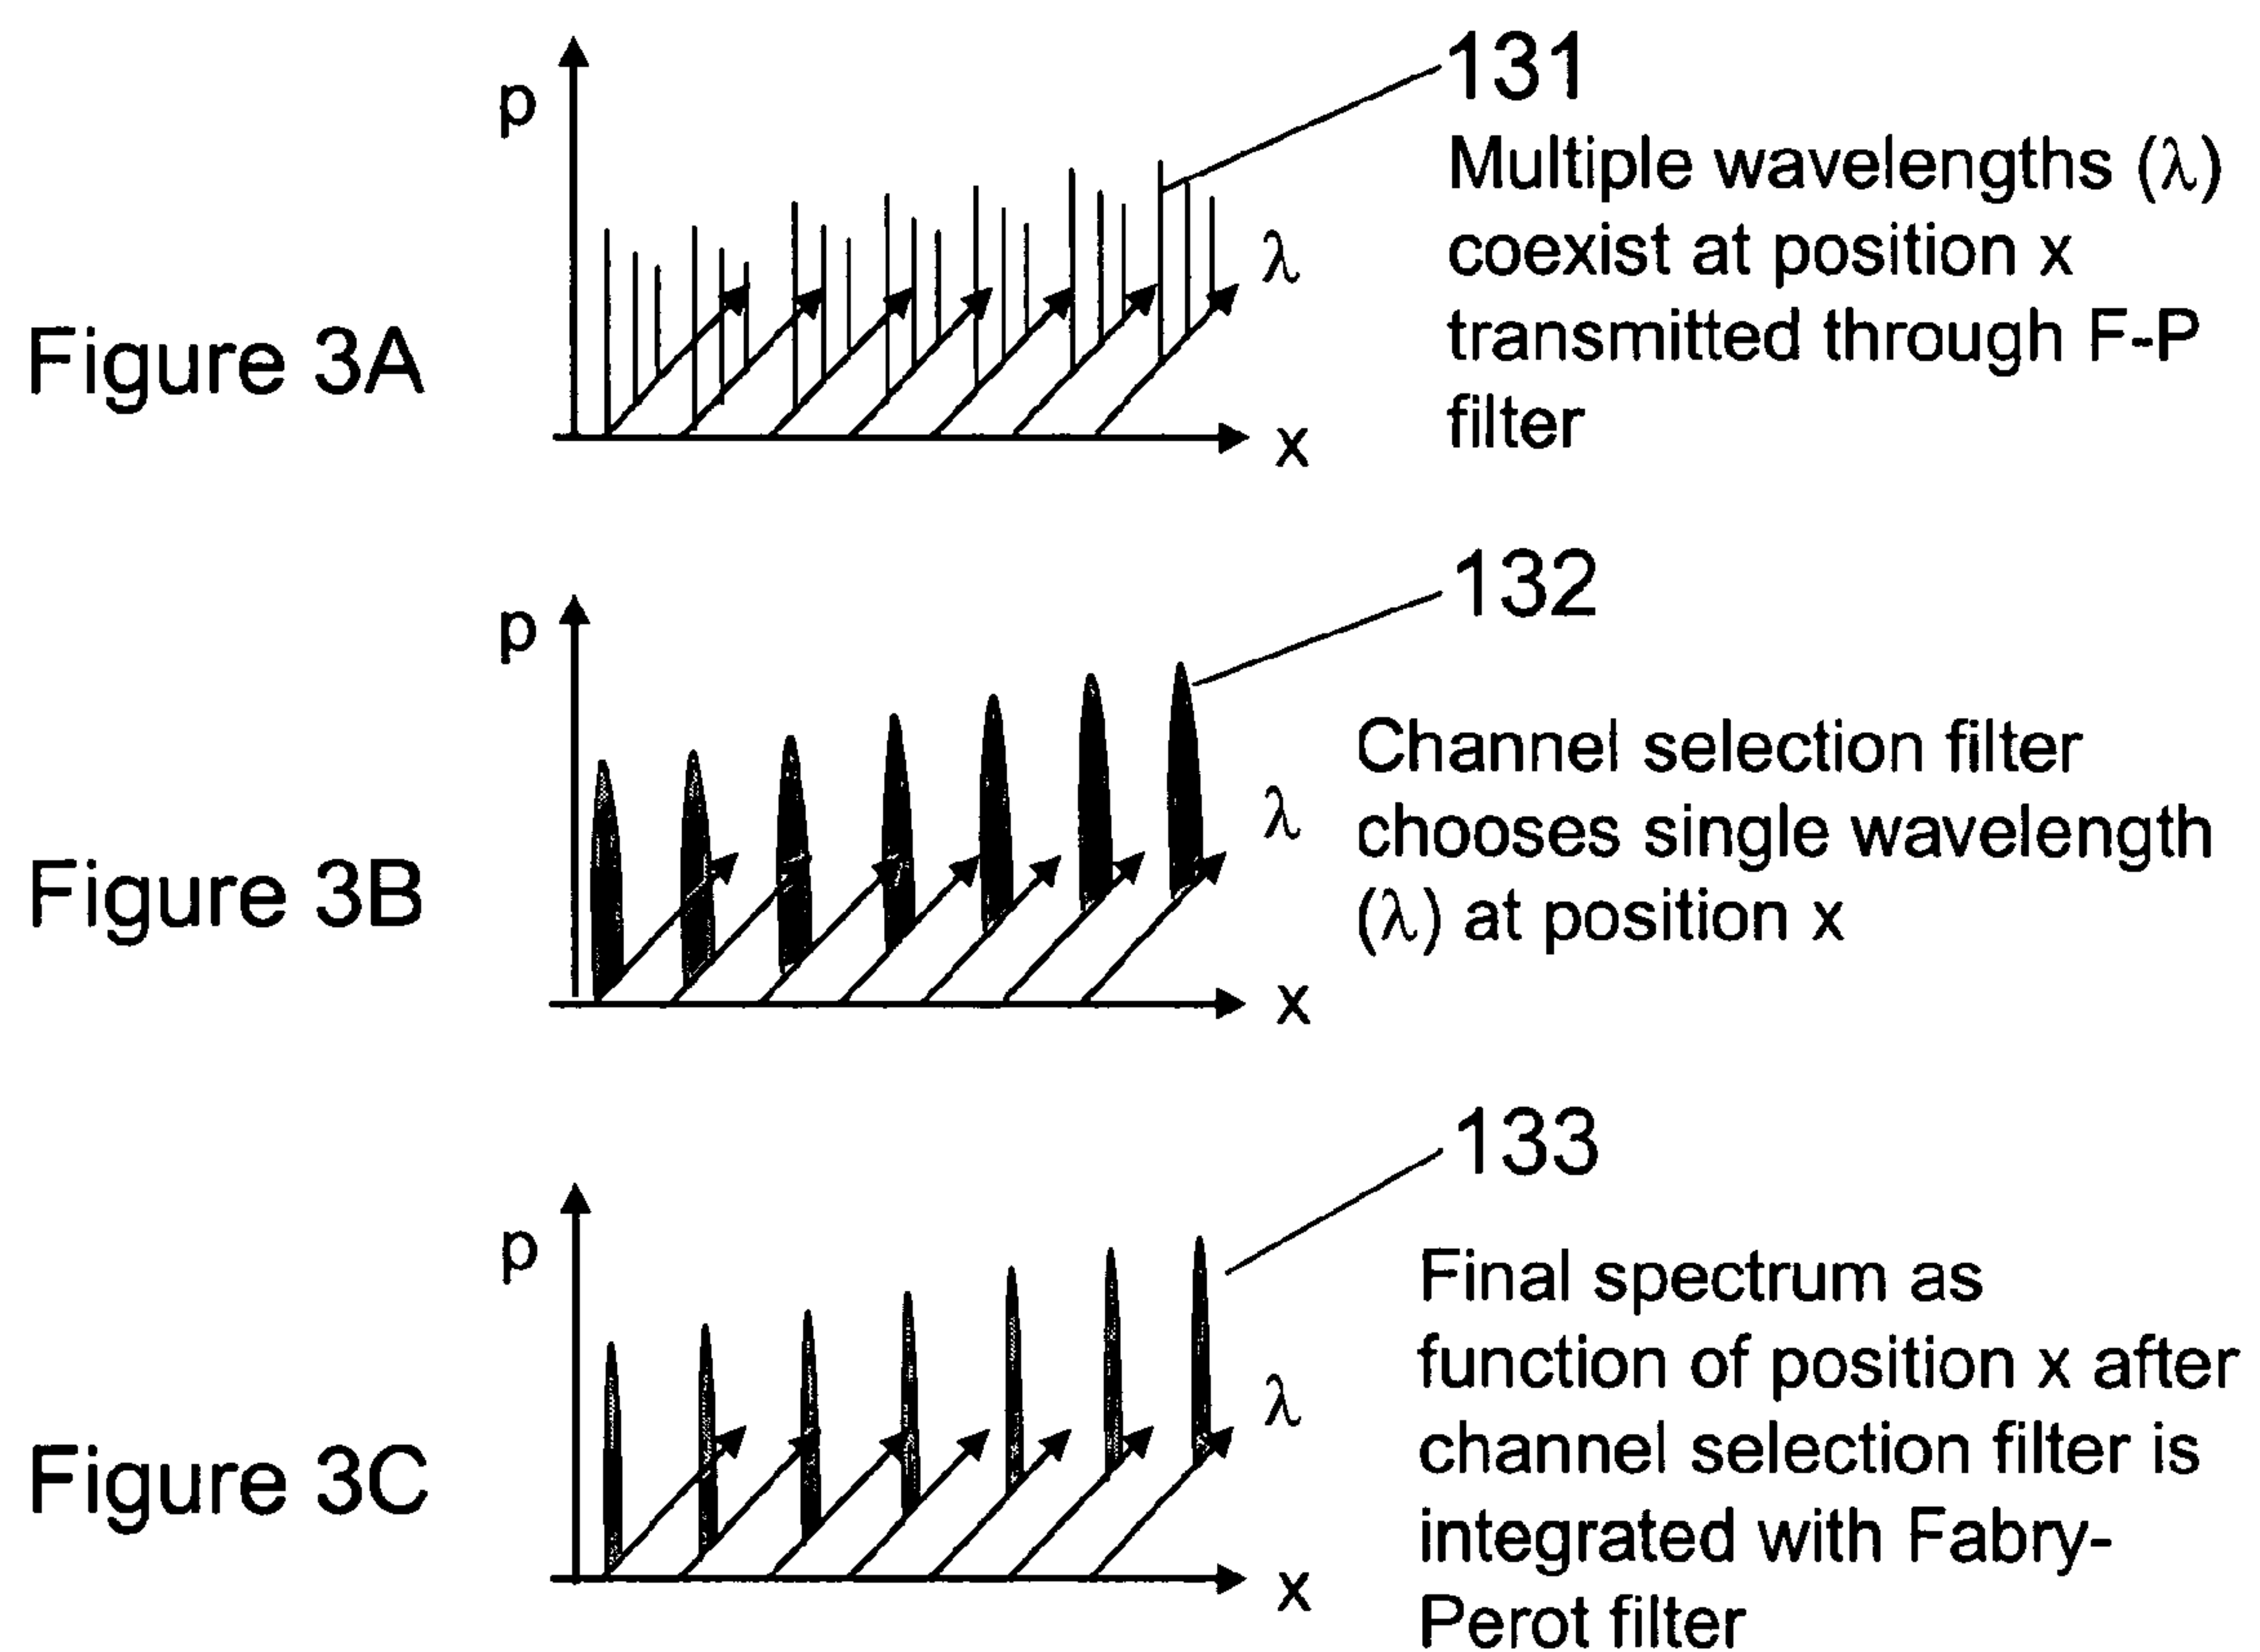 Figure 3A
p
λ
x
131
Multiple wavelengths (λ)
coexist at position x
transmitted through F-P
filter
Figure 3B
p
λ
x
132
Channel selection filter
chooses single wavelength
(λ) at position x
Figure 3C
p
λ
x
133
Final spectrum as
function of position x after
channel selection filter is
integrated with Fabry-
Perot filter